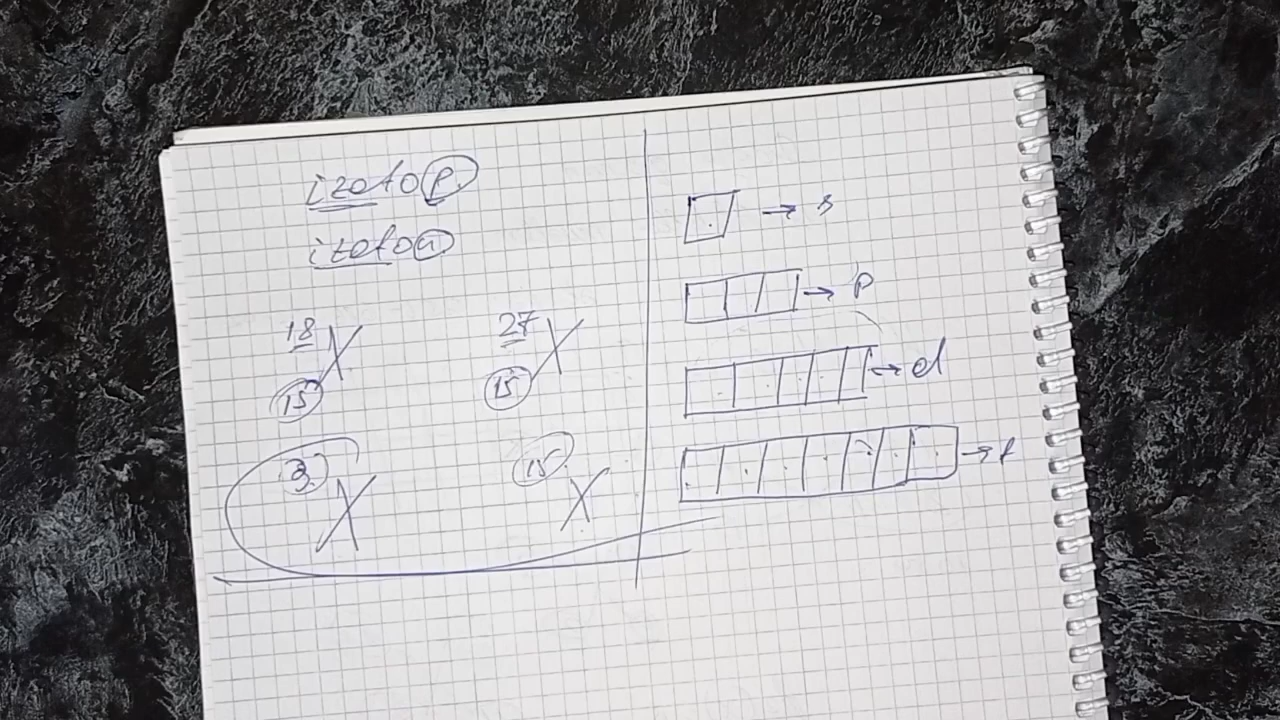 izotop
izoton
18 X 27 X
15 15
3 X 15 X
→ s
→ p
→ d
→ f